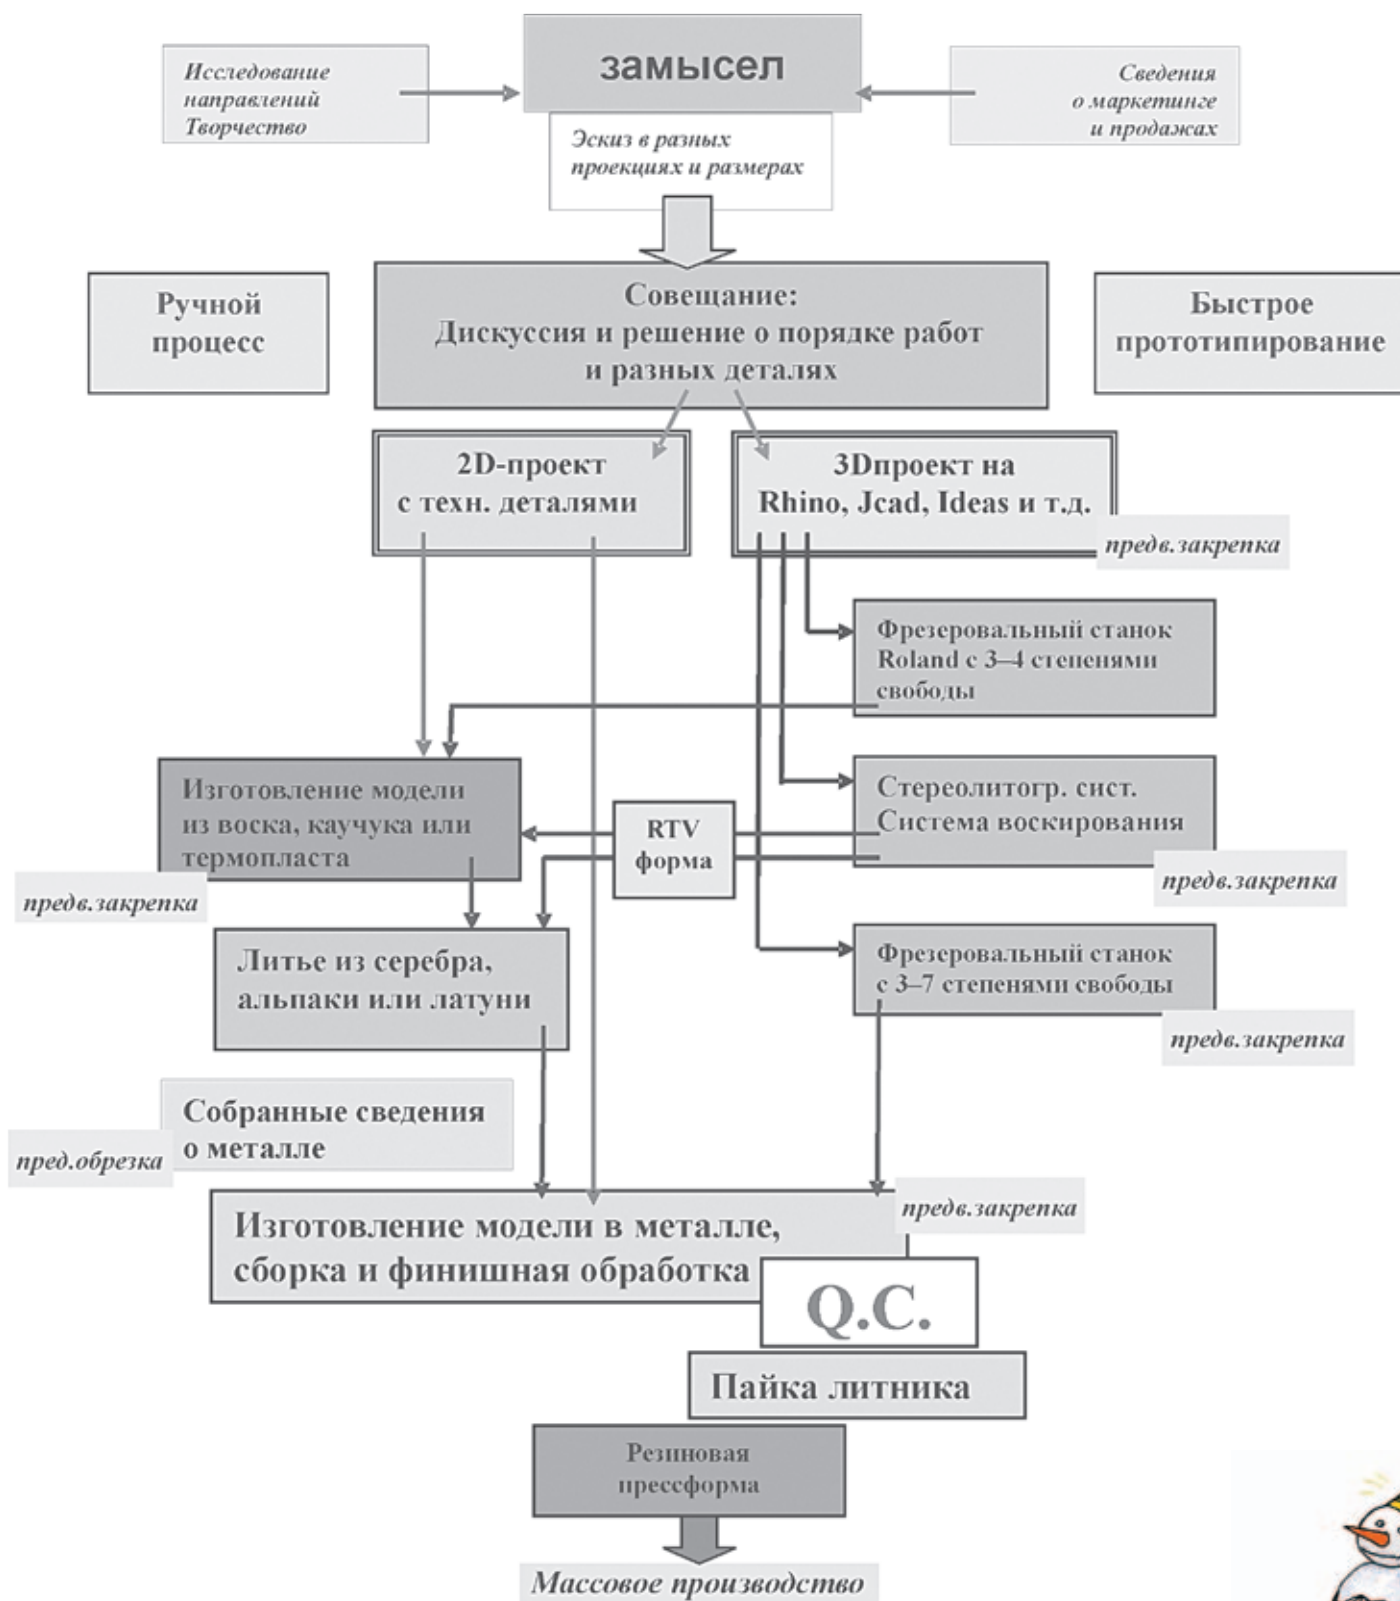 замысел
Исследование
направлений
Творчество
Сведения
о маркетинге
и продажах
Эскиз в разных
проекциях и размерах
Ручной
процесс
Совещание:
Дискуссия и решение о порядке работ
и разных деталях
Быстрое
прототипирование
2D-проект
с техн. деталями
3Dпроект на
Rhino, Jcad, Ideas и т.д.
предв.закрепка
Фрезеровальный станок
Roland с 3–4 степенями
свободы
Изготовление модели
из воска, каучука или
термопласта
предв.закрепка
RTV
форма
Стереолитогр. сист.
Система воскирования
предв.закрепка
Литье из серебра,
альпаки или латуни
Фрезеровальный станок
с 3–7 степенями свободы
предв.закрепка
Собранные сведения
о металле
пред.обрезка
Изготовление модели в металле,
сборка и финишная обработка
предв.закрепка
Q.C.
Пайка литника
Резиновая
прессформа
Массовое производство